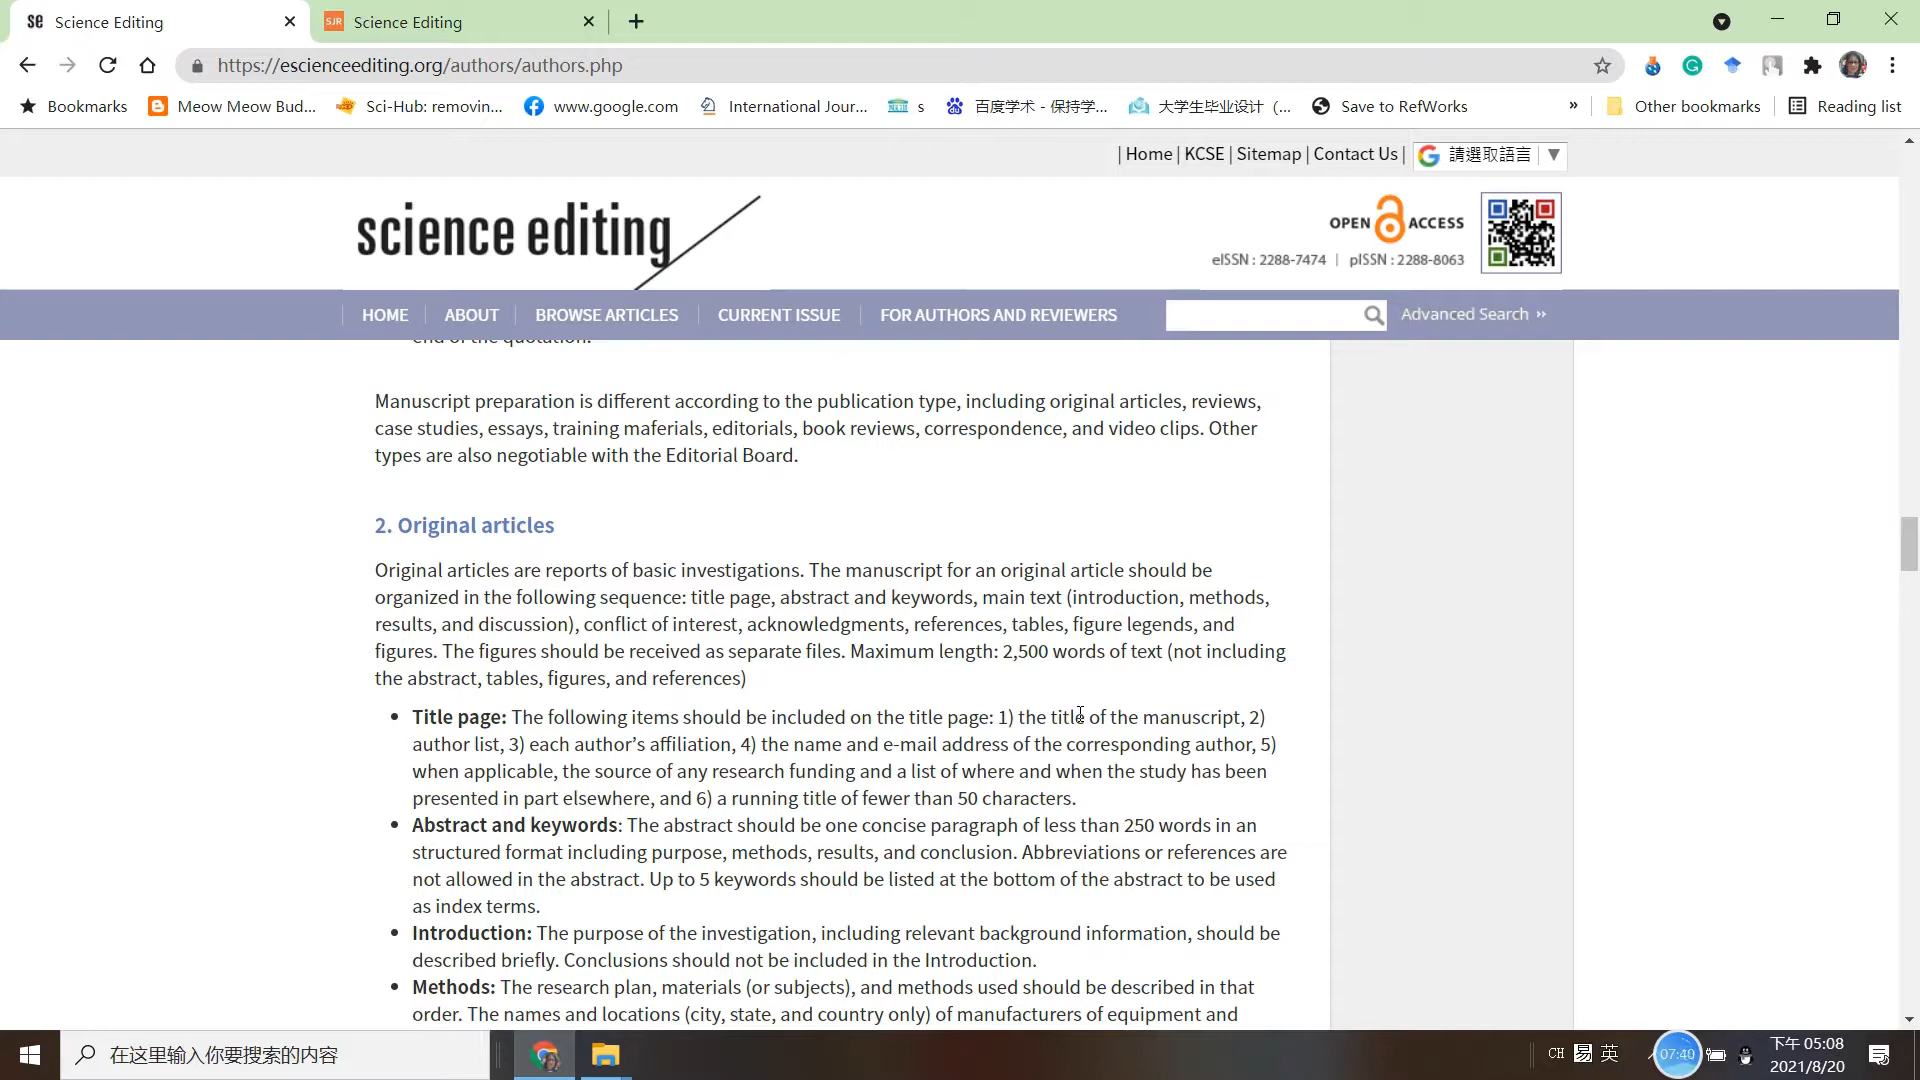 Science Editing
SJR Science Editing
https://escienceediting.org/authors/authors.php
Bookmarks Meow Meow Bud... Sci-Hub: removin... www.google.com International Jour... s 百度学术 - 保持学... 大学生毕业设计 (... Save to RefWorks » Other bookmarks Reading list
| Home | KCSE | Sitemap | Contact Us | 請選取語言 ▼
science editing
OPEN ACCESS
eISSN : 2288-7474 | pISSN : 2288-8063
HOME ABOUT BROWSE ARTICLES CURRENT ISSUE FOR AUTHORS AND REVIEWERS Advanced Search
end of the quotation.
Manuscript preparation is different according to the publication type, including original articles, reviews,
case studies, essays, training maferials, editorials, book reviews, correspondence, and video clips. Other
types are also negotiable with the Editorial Board.
2. Original articles
Original articles are reports of basic investigations. The manuscript for an original article should be
organized in the following sequence: title page, abstract and keywords, main text (introduction, methods,
results, and discussion), conflict of interest, acknowledgments, references, tables, figure legends, and
figures. The figures should be received as separate files. Maximum length: 2,500 words of text (not including
the abstract, tables, figures, and references)
• Title page: The following items should be included on the title page: 1) the title of the manuscript, 2)
author list, 3) each author’s affiliation, 4) the name and e-mail address of the corresponding author, 5)
when applicable, the source of any research funding and a list of where and when the study has been
presented in part elsewhere, and 6) a running title of fewer than 50 characters.
• Abstract and keywords: The abstract should be one concise paragraph of less than 250 words in an
structured format including purpose, methods, results, and conclusion. Abbreviations or references are
not allowed in the abstract. Up to 5 keywords should be listed at the bottom of the abstract to be used
as index terms.
• Introduction: The purpose of the investigation, including relevant background information, should be
described briefly. Conclusions should not be included in the Introduction.
• Methods: The research plan, materials (or subjects), and methods used should be described in that
order. The names and locations (city, state, and country only) of manufacturers of equipment and
在这里输入你要搜索的内容
CH 易 英
07:40
下午 05:08
2021/8/20